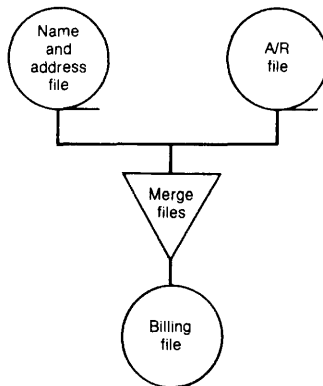 Name
and
address
file
A/R
file
Merge
files
Billing
file